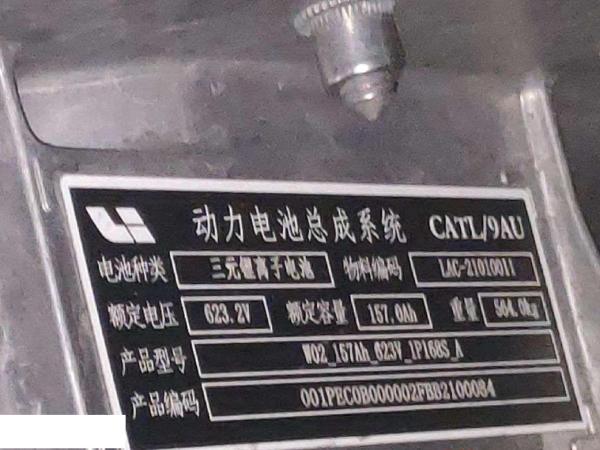 动力电池总成系统 CATL/9AU
电池种类 三元锂离子电池 物料编码 LAC-21010011
额定电压 623.2V 额定容量 157.0Ah 重量 564.0kg
产品型号 W02_157Ah_623V_1P168S_A
产品编码 001PEC0B000002FBB2100084